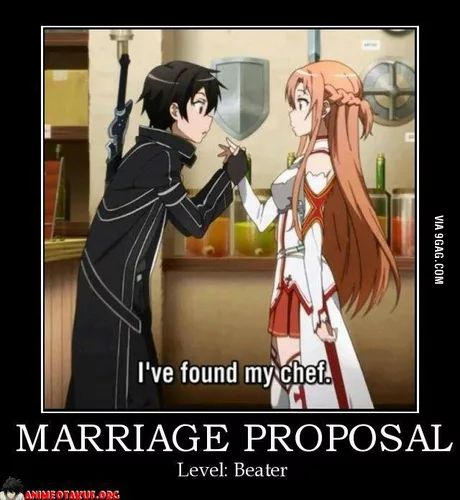 I've found my chef.
VIA 9GAG.COM
MARRIAGE PROPOSAL
Level: Beater
ANIMEOTAKUS.ORG